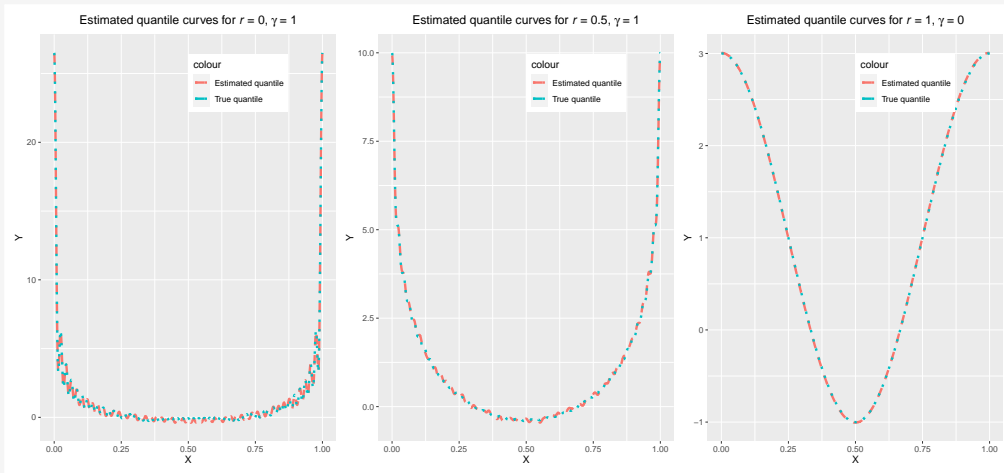 Estimated quantile curves for r = 0, γ = 1
colour
Estimated quantile
True quantile
Y
20
10
0
0.00 0.25 0.50 0.75 1.00
X
Estimated quantile curves for r = 0.5, γ = 1
colour
Estimated quantile
True quantile
Y
10.0
7.5
5.0
2.5
0.0
0.00 0.25 0.50 0.75 1.00
X
Estimated quantile curves for r = 1, γ = 0
colour
Estimated quantile
True quantile
Y
3
2
1
0
−1
0.00 0.25 0.50 0.75 1.00
X